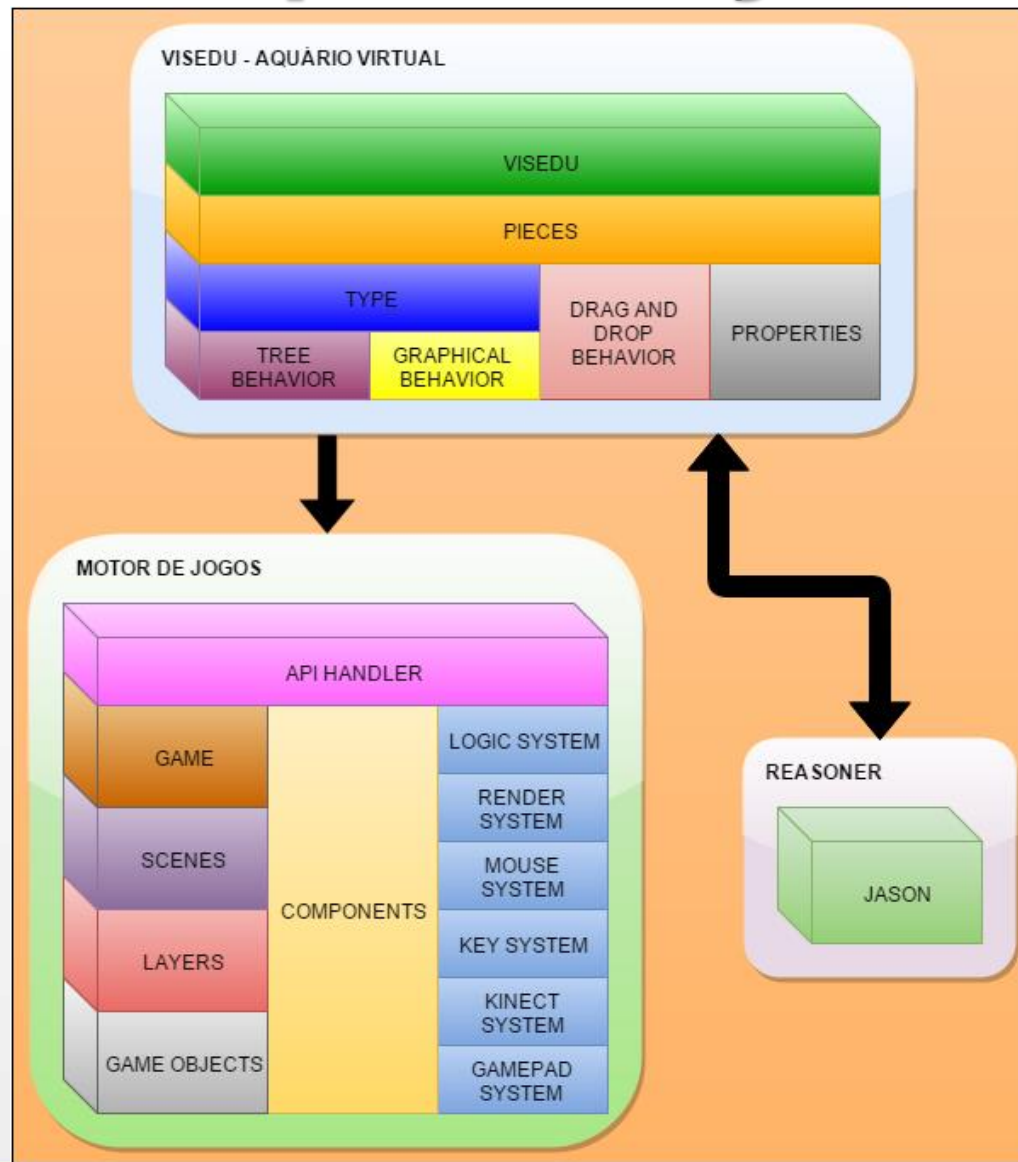 VISEDU - AQUÁRIO VIRTUAL
VISEDU
PIECES
TYPE
TREE
BEHAVIOR
GRAPHICAL
BEHAVIOR
DRAG AND
DROP
BEHAVIOR
PROPERTIES
MOTOR DE JOGOS
API HANDLER
GAME
SCENES
LAYERS
GAME OBJECTS
COMPONENTS
LOGIC SYSTEM
RENDER
SYSTEM
MOUSE
SYSTEM
KEY SYSTEM
KINECT
SYSTEM
GAMEPAD
SYSTEM
REASONER
JASON